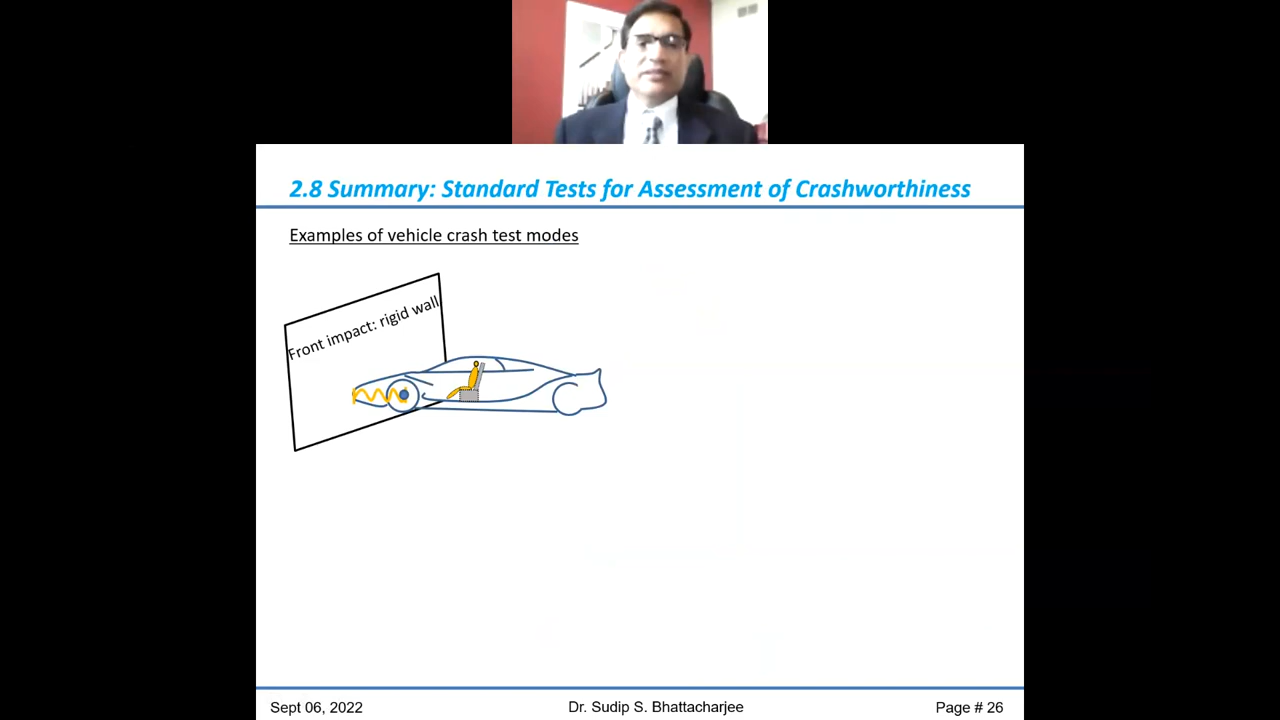 2.8 Summary: Standard Tests for Assessment of Crashworthiness
Examples of vehicle crash test modes
Front impact: rigid wall
Sept 06, 2022
Dr. Sudip S. Bhattacharjee
Page # 26